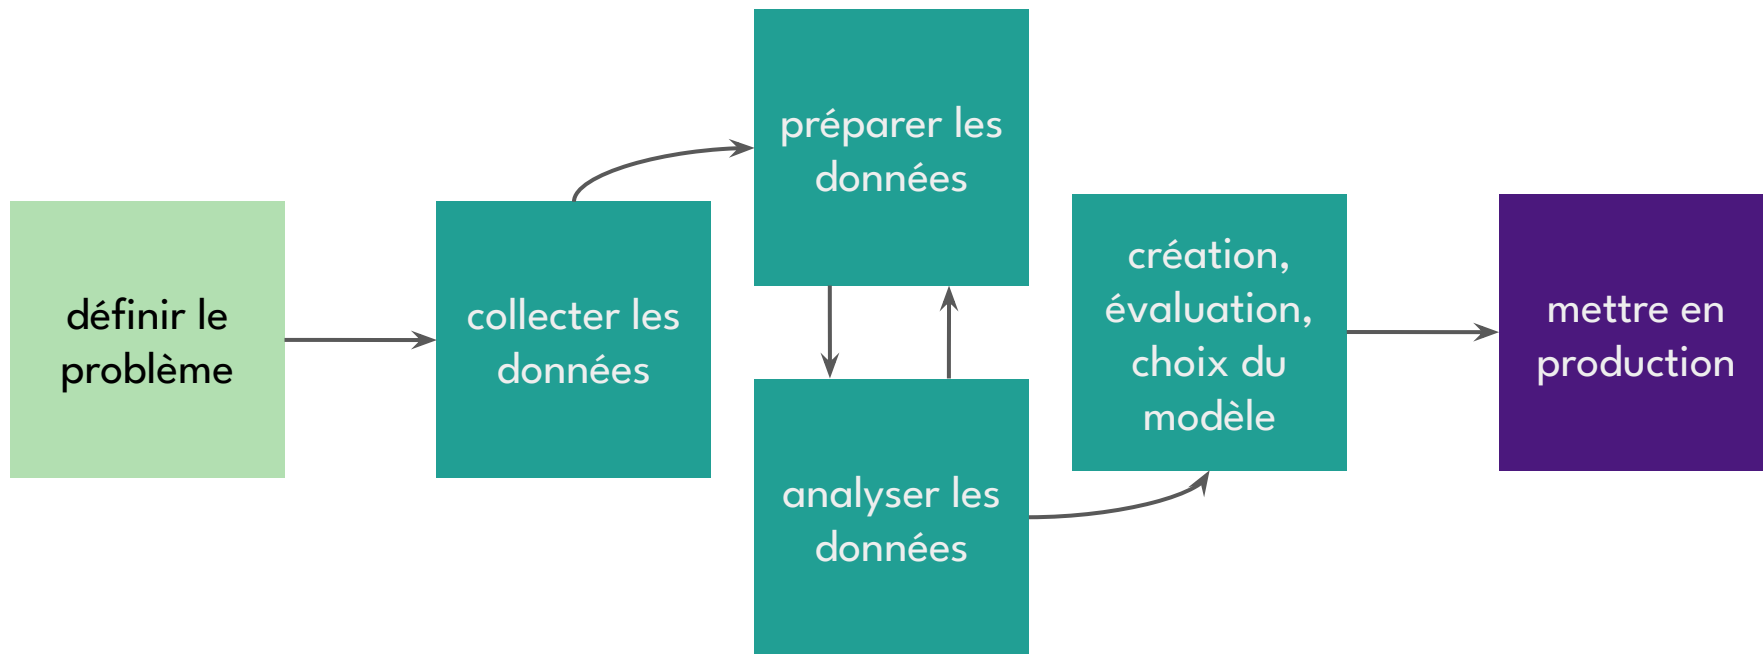 définir le
problème
collecter les
données
préparer les
données
analyser les
données
création,
évaluation,
choix du
modèle
mettre en
production